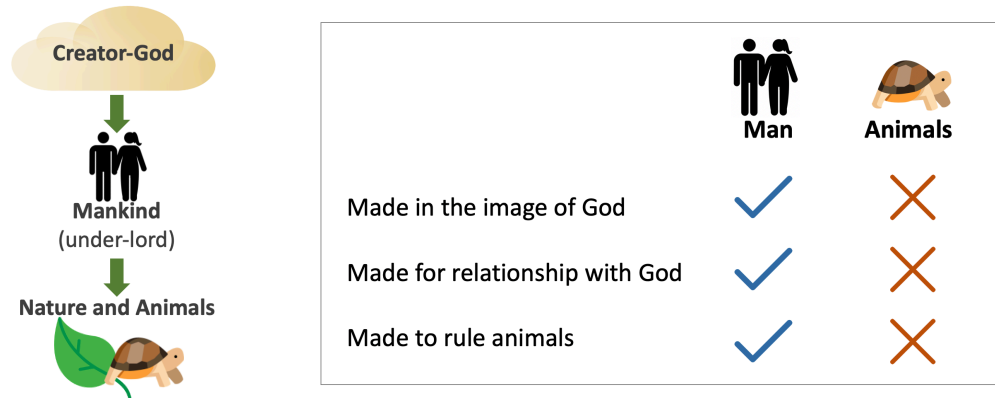 Creator-God
Mankind
(under-lord)
Nature and Animals
Man
Animals
Made in the image of God
Made for relationship with God
Made to rule animals